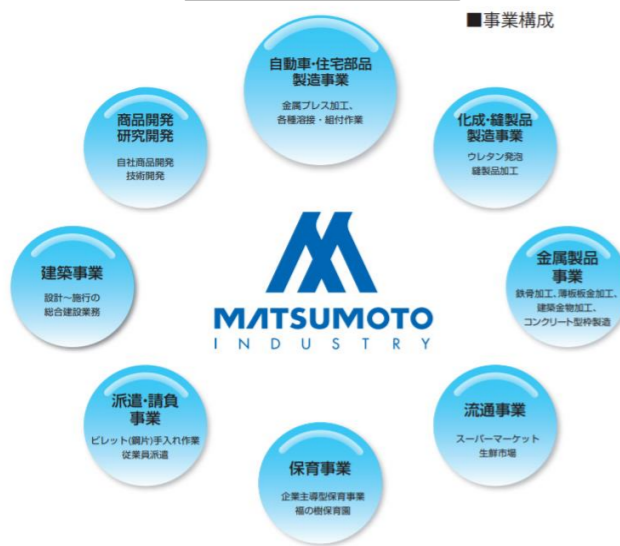 ■事業構成
自動車・住宅部品
製造事業
金属プレス加工、
各種溶接・組付作業
化成・縫製品
製造事業
ウレタン発泡
縫製品加工
金属製品
事業
鉄骨加工、薄板板金加工、
建築金物加工、
コンクリート型枠製造
流通事業
スーパーマーケット
生鮮市場
保育事業
企業主導型保育事業
福の樹保育園
派遣・請負
事業
ビレット(鋼片)手入れ作業
従業員派遣
建築事業
設計～施行の
総合建設業務
商品開発
研究開発
自社商品開発
技術開発
MATSUMOTO
INDUSTRY